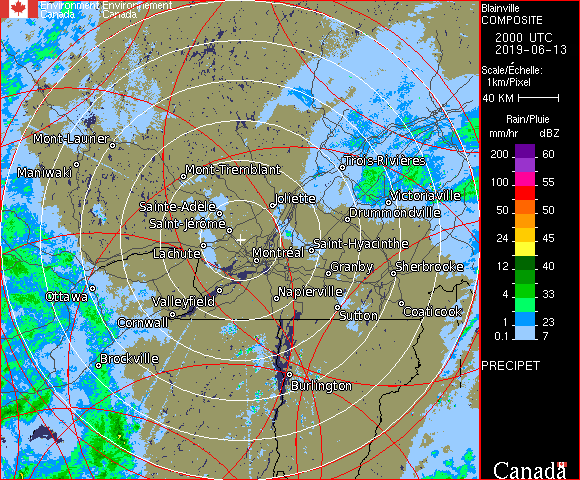 Environment Environnement
Canada Canada
Mont-Laurier
Maniwaki
Mont-Tremblant
Trois-Rivières
Joliette
Victoriaville
Sainte-Adèle
Drummondville
Saint-Jérôme
Saint-Hyacinthe
Lachute
Montréal
Granby
Sherbrooke
Ottawa
Valleyfield
Napierville
Coaticook
Cornwall
Sutton
Brockville
Burlington
Blainville
COMPOSITE
2000 UTC
2019-06-13
Scale/Échelle:
1km/Pixel
40 KM
Rain/Pluie
mm/hr dBZ
200 60
100 55
50 50
24 45
12 40
4 33
1 23
0.1 7
PRECIPET
Canada